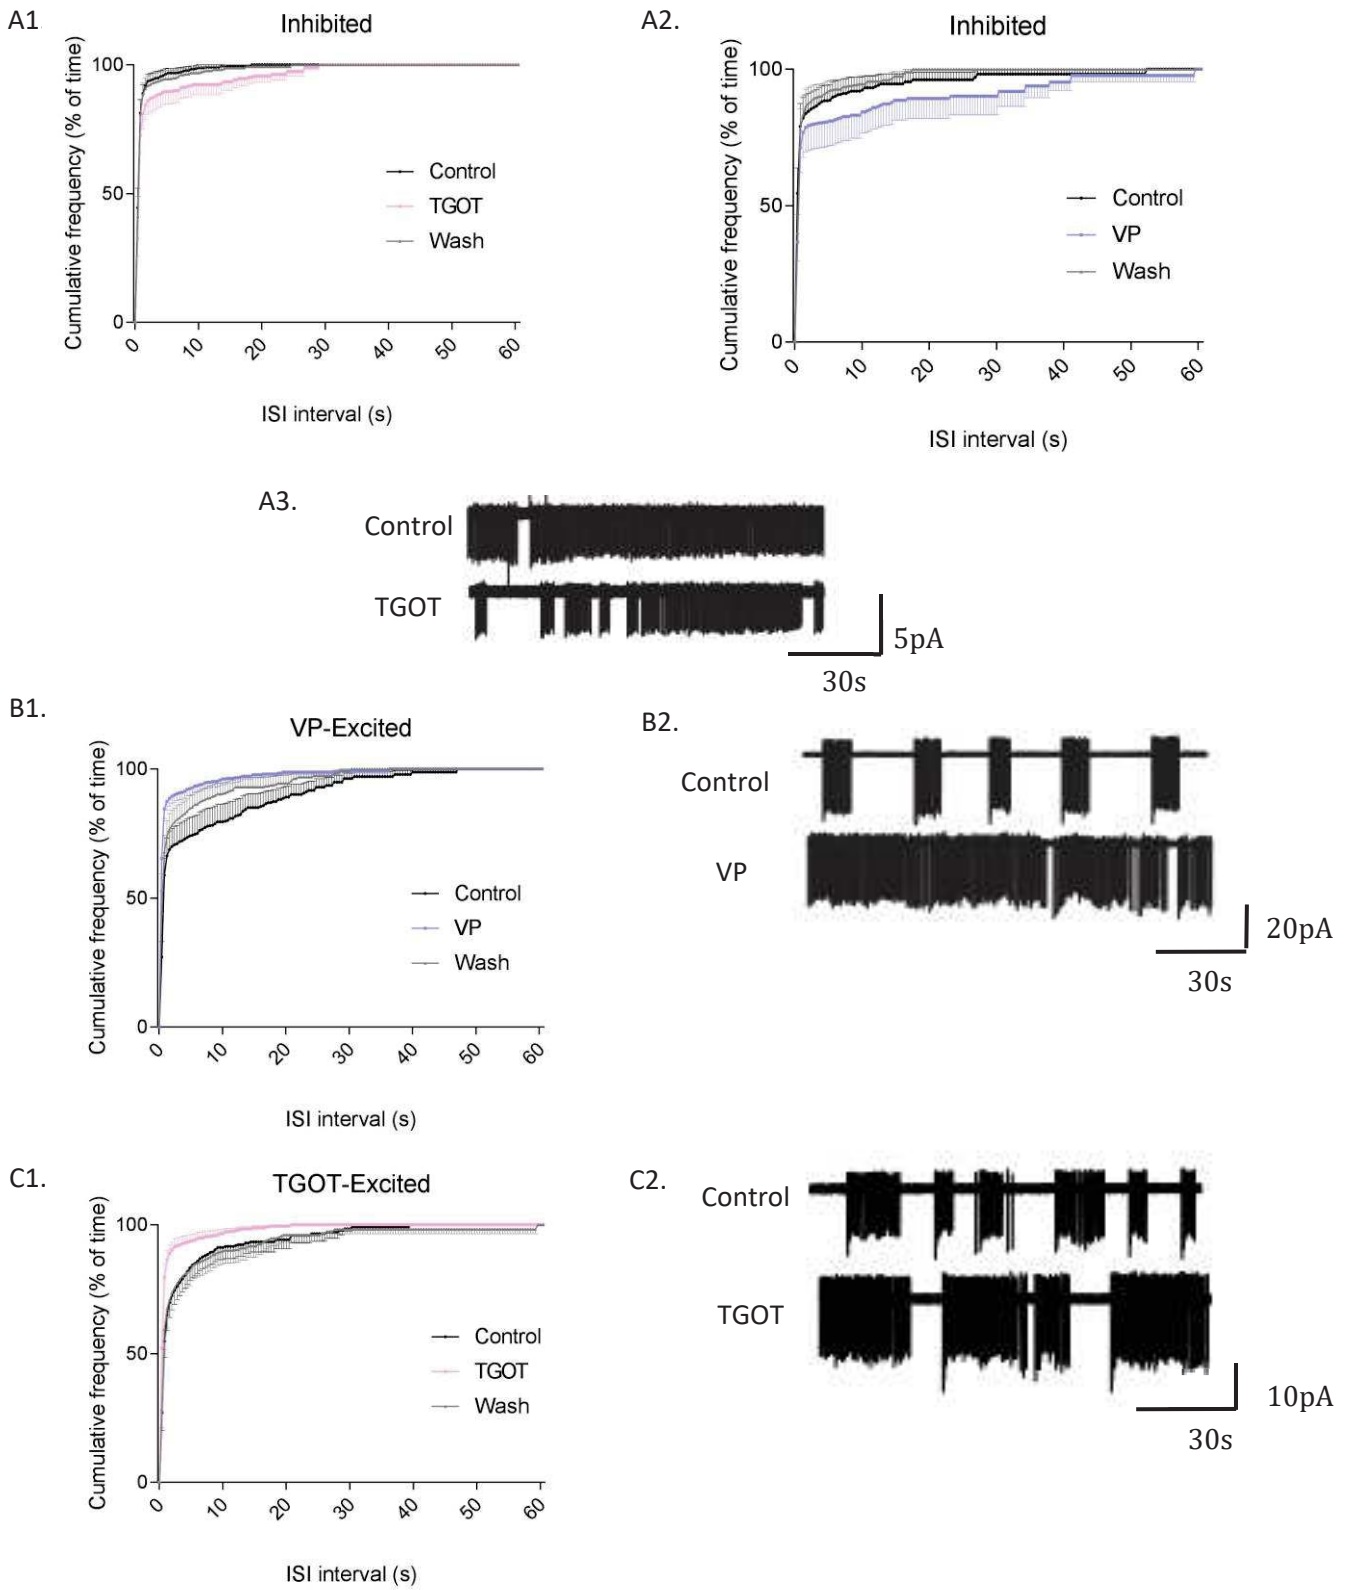 A1
Inhibited
Cumulative frequency (% of time)
100
50
0
Control
TGOT
Wash
0 10 20 30 40 50 60
ISI interval (s)
A2.
Inhibited
Cumulative frequency (% of time)
100
50
0
Control
VP
Wash
0 10 20 30 40 50 60
ISI interval (s)
A3.
Control
TGOT
5pA
30s
B1.
VP-Excited
Cumulative frequency (% of time)
100
50
0
Control
VP
Wash
0 10 20 30 40 50 60
ISI interval (s)
B2.
Control
VP
20pA
30s
C1.
TGOT-Excited
Cumulative frequency (% of time)
100
50
0
Control
TGOT
Wash
0 10 20 30 40 50 60
ISI interval (s)
C2.
Control
TGOT
10pA
30s